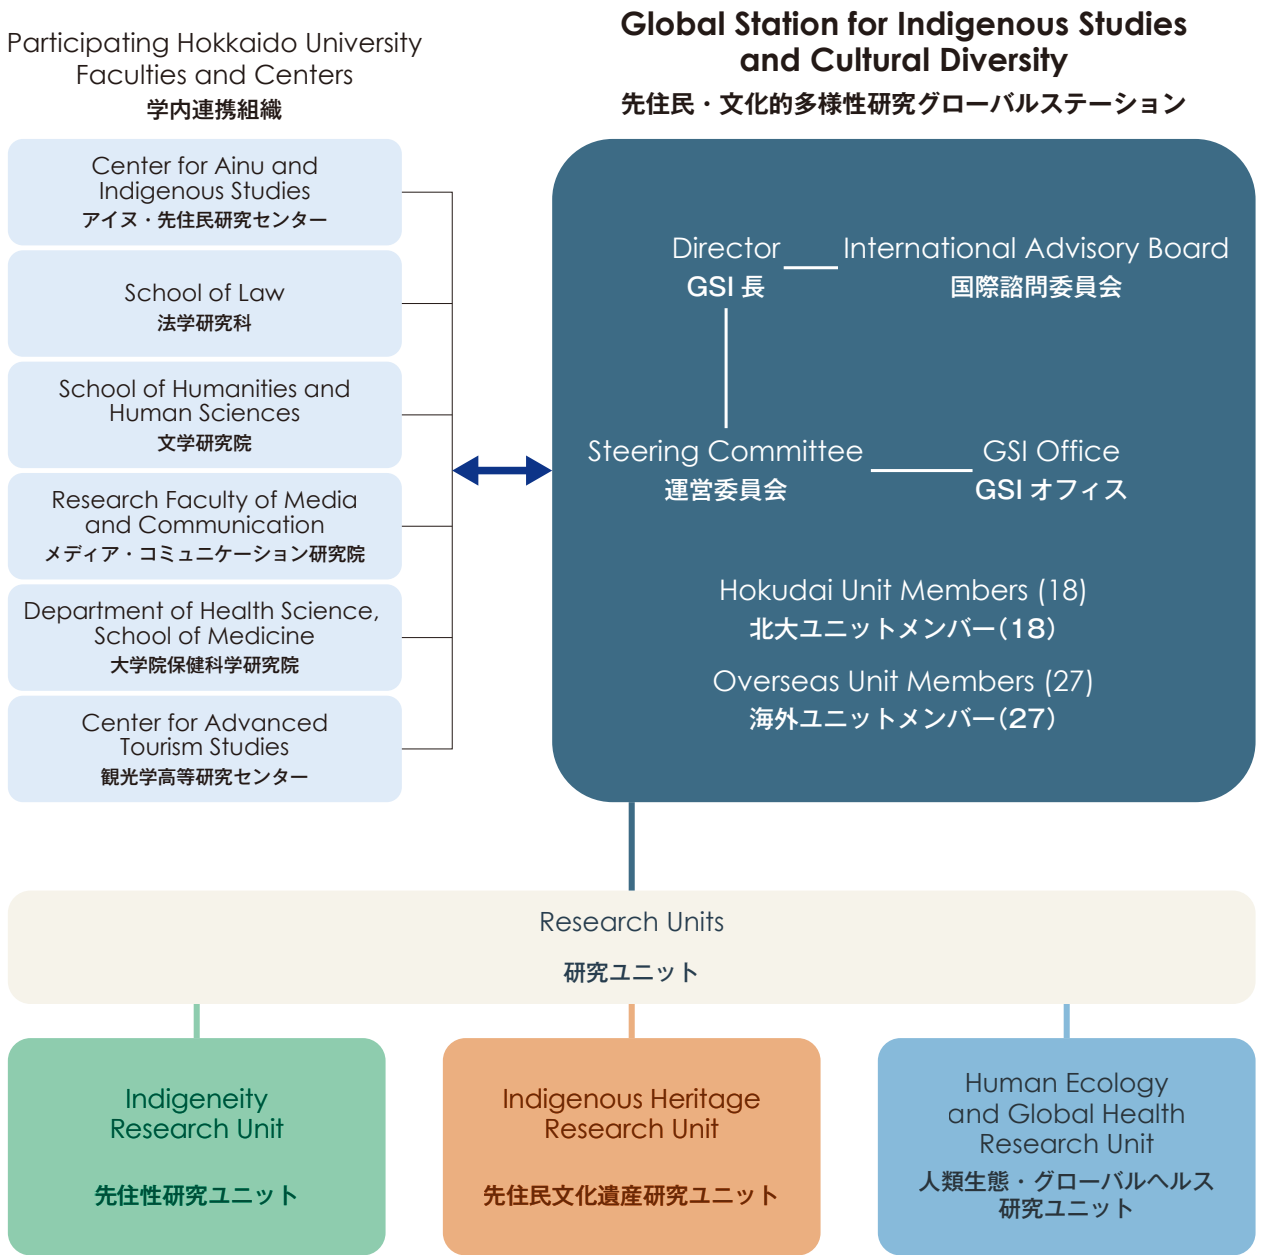 Participating Hokkaido University
Faculties and Centers
学内連携組織
Center for Ainu and
Indigenous Studies
アイヌ・先住民研究センター
School of Law
法学研究科
School of Humanities and
Human Sciences
文学研究院
Research Faculty of Media
and Communication
メディア・コミュニケーション研究院
Department of Health Science,
School of Medicine
大学院保健科学研究院
Center for Advanced
Tourism Studies
観光学高等研究センター
Global Station for Indigenous Studies
and Cultural Diversity
先住民・文化的多様性研究グローバルステーション
Director
GSI 長
International Advisory Board
国際諮問委員会
Steering Committee
運営委員会
GSI Office
GSI オフィス
Hokudai Unit Members (18)
北大ユニットメンバー(18)
Overseas Unit Members (27)
海外ユニットメンバー(27)
Research Units
研究ユニット
Indigeneity
Research Unit
先住性研究ユニット
Indigenous Heritage
Research Unit
先住民文化遺産研究ユニット
Human Ecology
and Global Health
Research Unit
人類生態・グローバルヘルス
研究ユニット